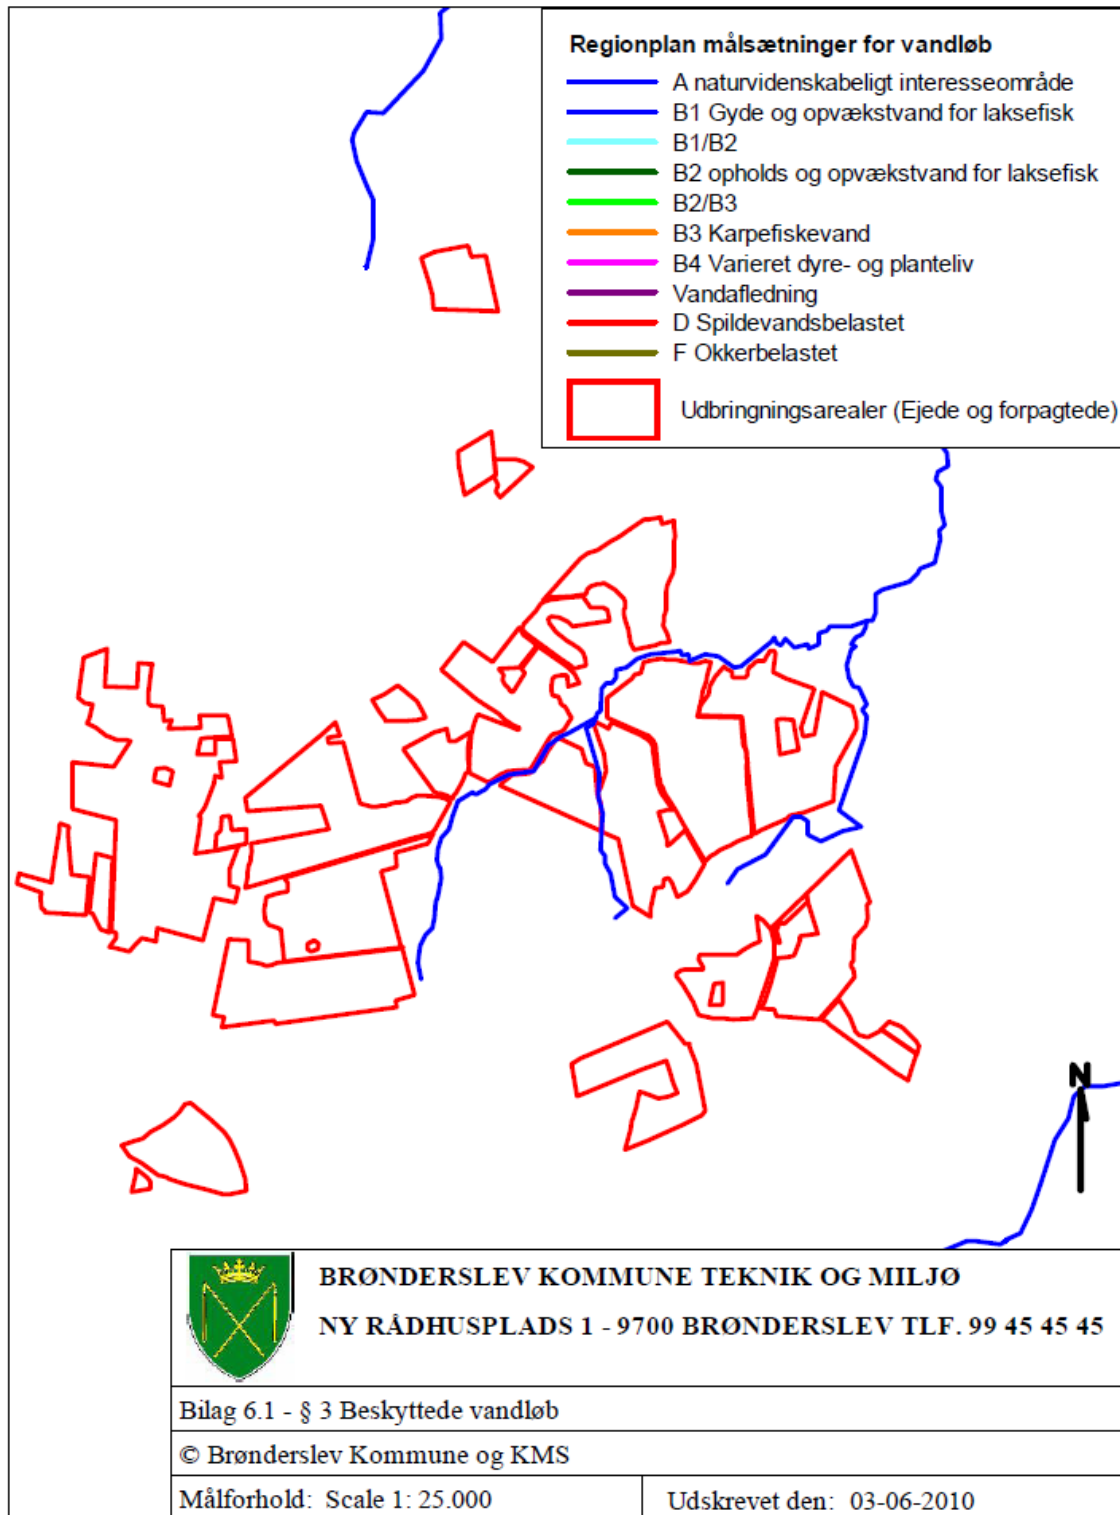 Regionplan målsætninger for vandløb
A naturvidenskabeligt interesseområde
B1 Gyde og opvækstvand for laksefisk
B1/B2
B2 opholds og opvækstvand for laksefisk
B2/B3
B3 Karpefiskevand
B4 Varieret dyre- og planteliv
Vandafledning
D Spildevandsbelastet
F Okkerbelastet
Udbringningsarealer (Ejede og forpagtede)
N
BRØNDERSLEV KOMMUNE TEKNIK OG MILJØ
NY RÅDHUSPLADS 1 - 9700 BRØNDERSLEV TLF. 99 45 45 45
Bilag 6.1 - § 3 Beskyttede vandløb
© Brønderslev Kommune og KMS
Målforhold: Scale 1: 25.000
Udskrevet den: 03-06-2010